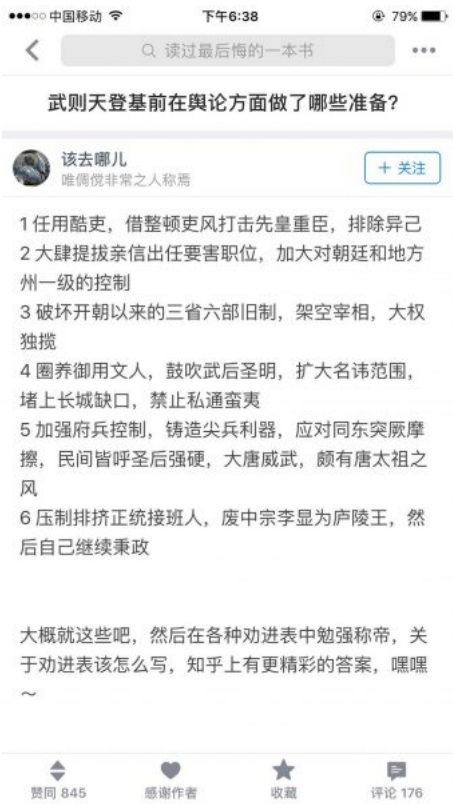 中国移动 下午6:38 79%
读过最后悔的一本书
武则天登基前在舆论方面做了哪些准备?
该去哪儿
唯倜傥非常之人称焉
+ 关注
1 任用酷吏，借整顿吏风打击先皇重臣，排除异己
2 大肆提拔亲信出任要害职位，加大对朝廷和地方
州一级的控制
3 破坏开朝以来的三省六部旧制，架空宰相，大权
独揽
4 圈养御用文人，鼓吹武后圣明，扩大名讳范围，
堵上长城缺口，禁止私通蛮夷
5 加强府兵控制，铸造尖兵利器，应对同东突厥摩
擦，民间皆呼圣后强硬，大唐威武，颇有唐太祖之
风
6 压制排挤正统接班人，废中宗李显为庐陵王，然
后自己继续秉政
大概就这些吧，然后在各种劝进表中勉强称帝，关
于劝进表该怎么写，知乎上有更精彩的答案，嘿嘿
～
赞同 845 感谢作者 收藏 评论 176